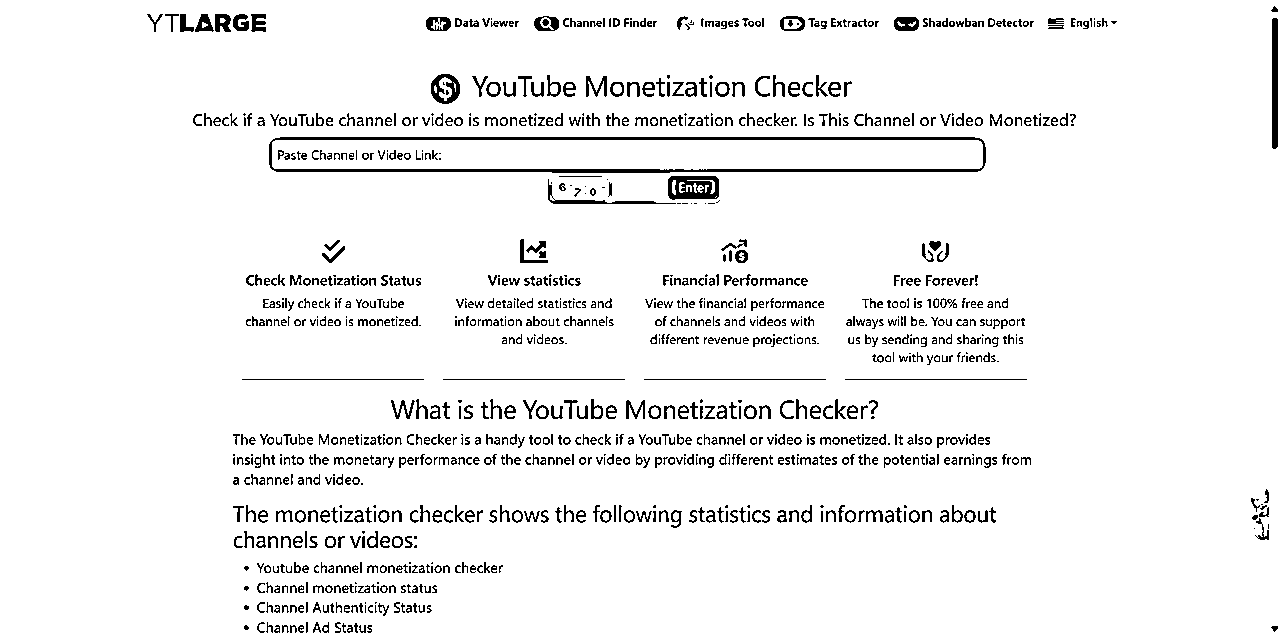 YTLARGE
Data Viewer
Channel ID Finder
Images Tool
Tag Extractor
Shadowban Detector
English
YouTube Monetization Checker
Check if a YouTube channel or video is monetized with the monetization checker. Is This Channel or Video Monetized?
Paste Channel or Video Link:
6 7 0
Enter
Check Monetization Status
Easily check if a YouTube
channel or video is monetized.
View statistics
View detailed statistics and
information about channels
and videos.
Financial Performance
View the financial performance
of channels and videos with
different revenue projections.
Free Forever!
The tool is 100% free and
always will be. You can support
us by sending and sharing this
tool with your friends.
What is the YouTube Monetization Checker?
The YouTube Monetization Checker is a handy tool to check if a YouTube channel or video is monetized. It also provides
insight into the monetary performance of the channel or video by providing different estimates of the potential earnings from
a channel and video.
The monetization checker shows the following statistics and information about
channels or videos:
• Youtube channel monetization checker
• Channel monetization status
• Channel Authenticity Status
• Channel Ad Status